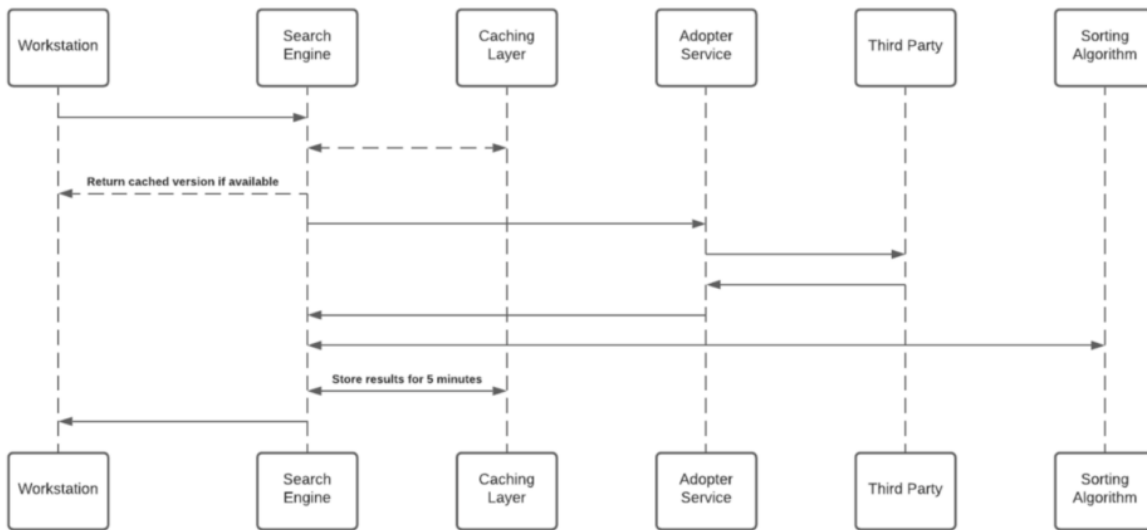 Workstation
Search
Engine
Caching
Layer
Adopter
Service
Third Party
Sorting
Algorithm
Return cached version if available
Store results for 5 minutes
Workstation
Search
Engine
Caching
Layer
Adopter
Service
Third Party
Sorting
Algorithm